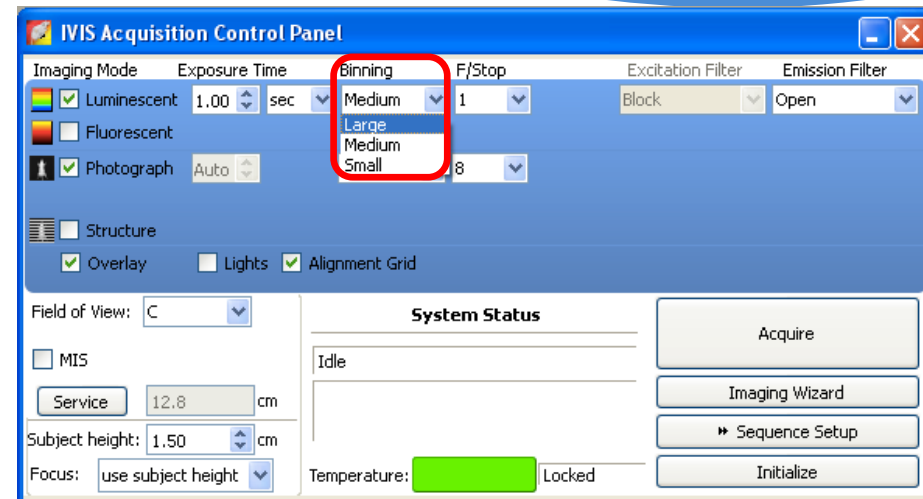 IVIS Acquisition Control Panel
Imaging Mode Exposure Time Binning F/Stop Excitation Filter Emission Filter
Luminescent 1.00 sec Medium 1 Block Open
Large
Fluorescent
Medium
Small
Photograph Auto 8
Structure
Overlay Lights Alignment Grid
Field of View: C
System Status
Acquire
MIS
Idle
Service 12.8 cm
Imaging Wizard
Subject height: 1.50 cm
Sequence Setup
Focus: use subject height
Temperature: Locked
Initialize